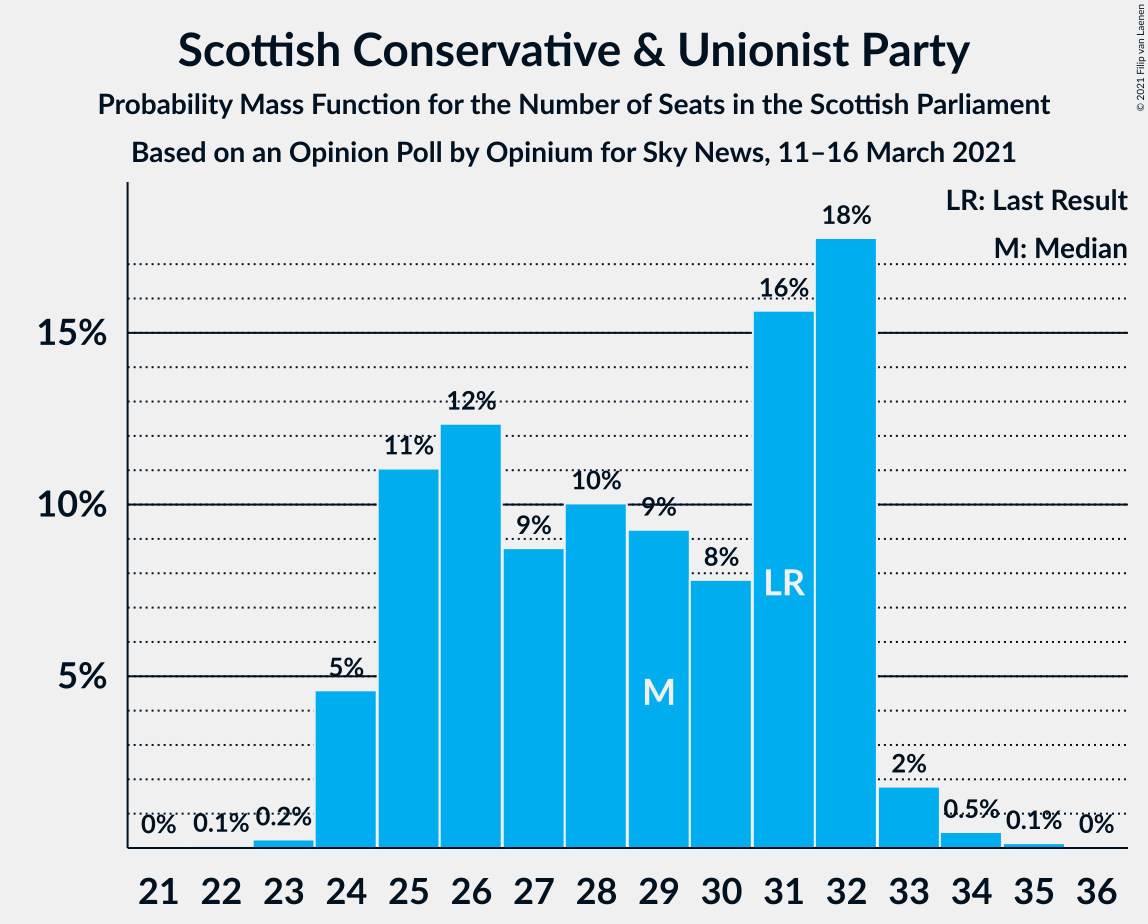 Scottish Conservative & Unionist Party
Probability Mass Function for the Number of Seats in the Scottish Parliament
Based on an Opinion Poll by Opinium for Sky News, 11–16 March 2021
© 2021 Filip van Laenen
LR: Last Result
M: Median
18%
16%
15%
12%
11%
10%
9%
10%
9%
8%
LR
M
5%
5%
2%
0%
0.1%
0.2%
0.5%
0.1%
0%
21 22 23 24 25 26 27 28 29 30 31 32 33 34 35 36